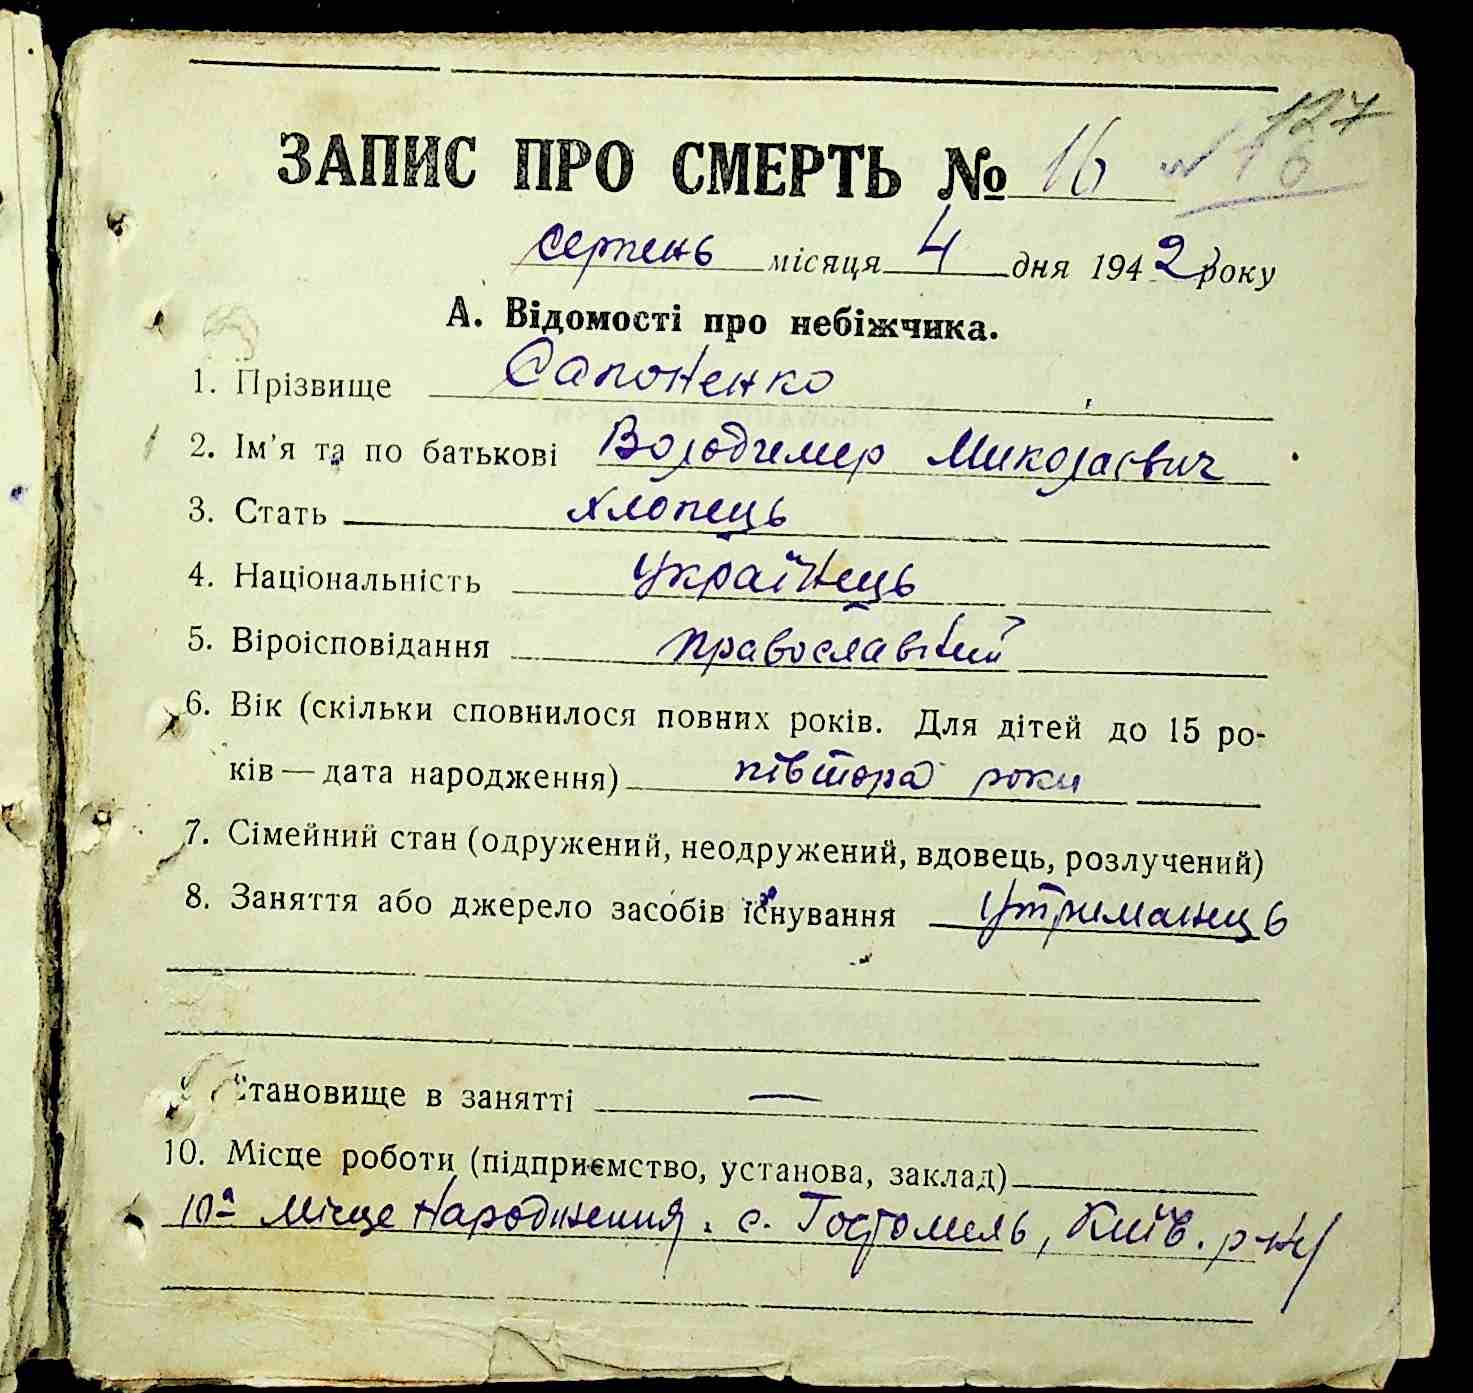 127
ЗАПИС ПРО СМЕРТЬ № 16 №16
серпень місяця 4 дня 1942 року
А. Відомості про небіжчика.
1. Прізвище Сапоненко
2. Ім'я та по батькові Володимер Миколаєвич
3. Стать хлопець
4. Національність Українець
5. Віроісповідання православний
6. Вік (скільки сповнилося повних років. Для дітей до 15 ро-
ків — дата народження) півтора роки
7. Сімейний стан (одружений, неодружений, вдовець, розлучений)
8. Заняття або джерело засобів існування Утриманець
9. Становище в занятті —
10. Місце роботи (підприємство, установа, заклад)
10а Місце народження: с. Гостомель, Київ. р-ну